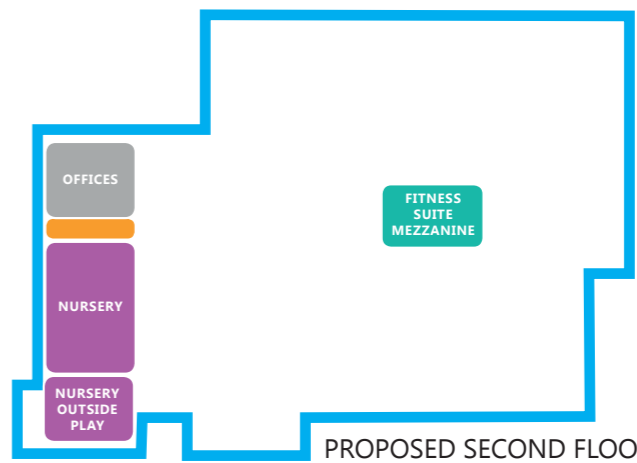 OFFICES
FITNESS
SUITE
MEZZANINE
NURSERY
NURSERY
OUTSIDE
PLAY
PROPOSED SECOND FLOO